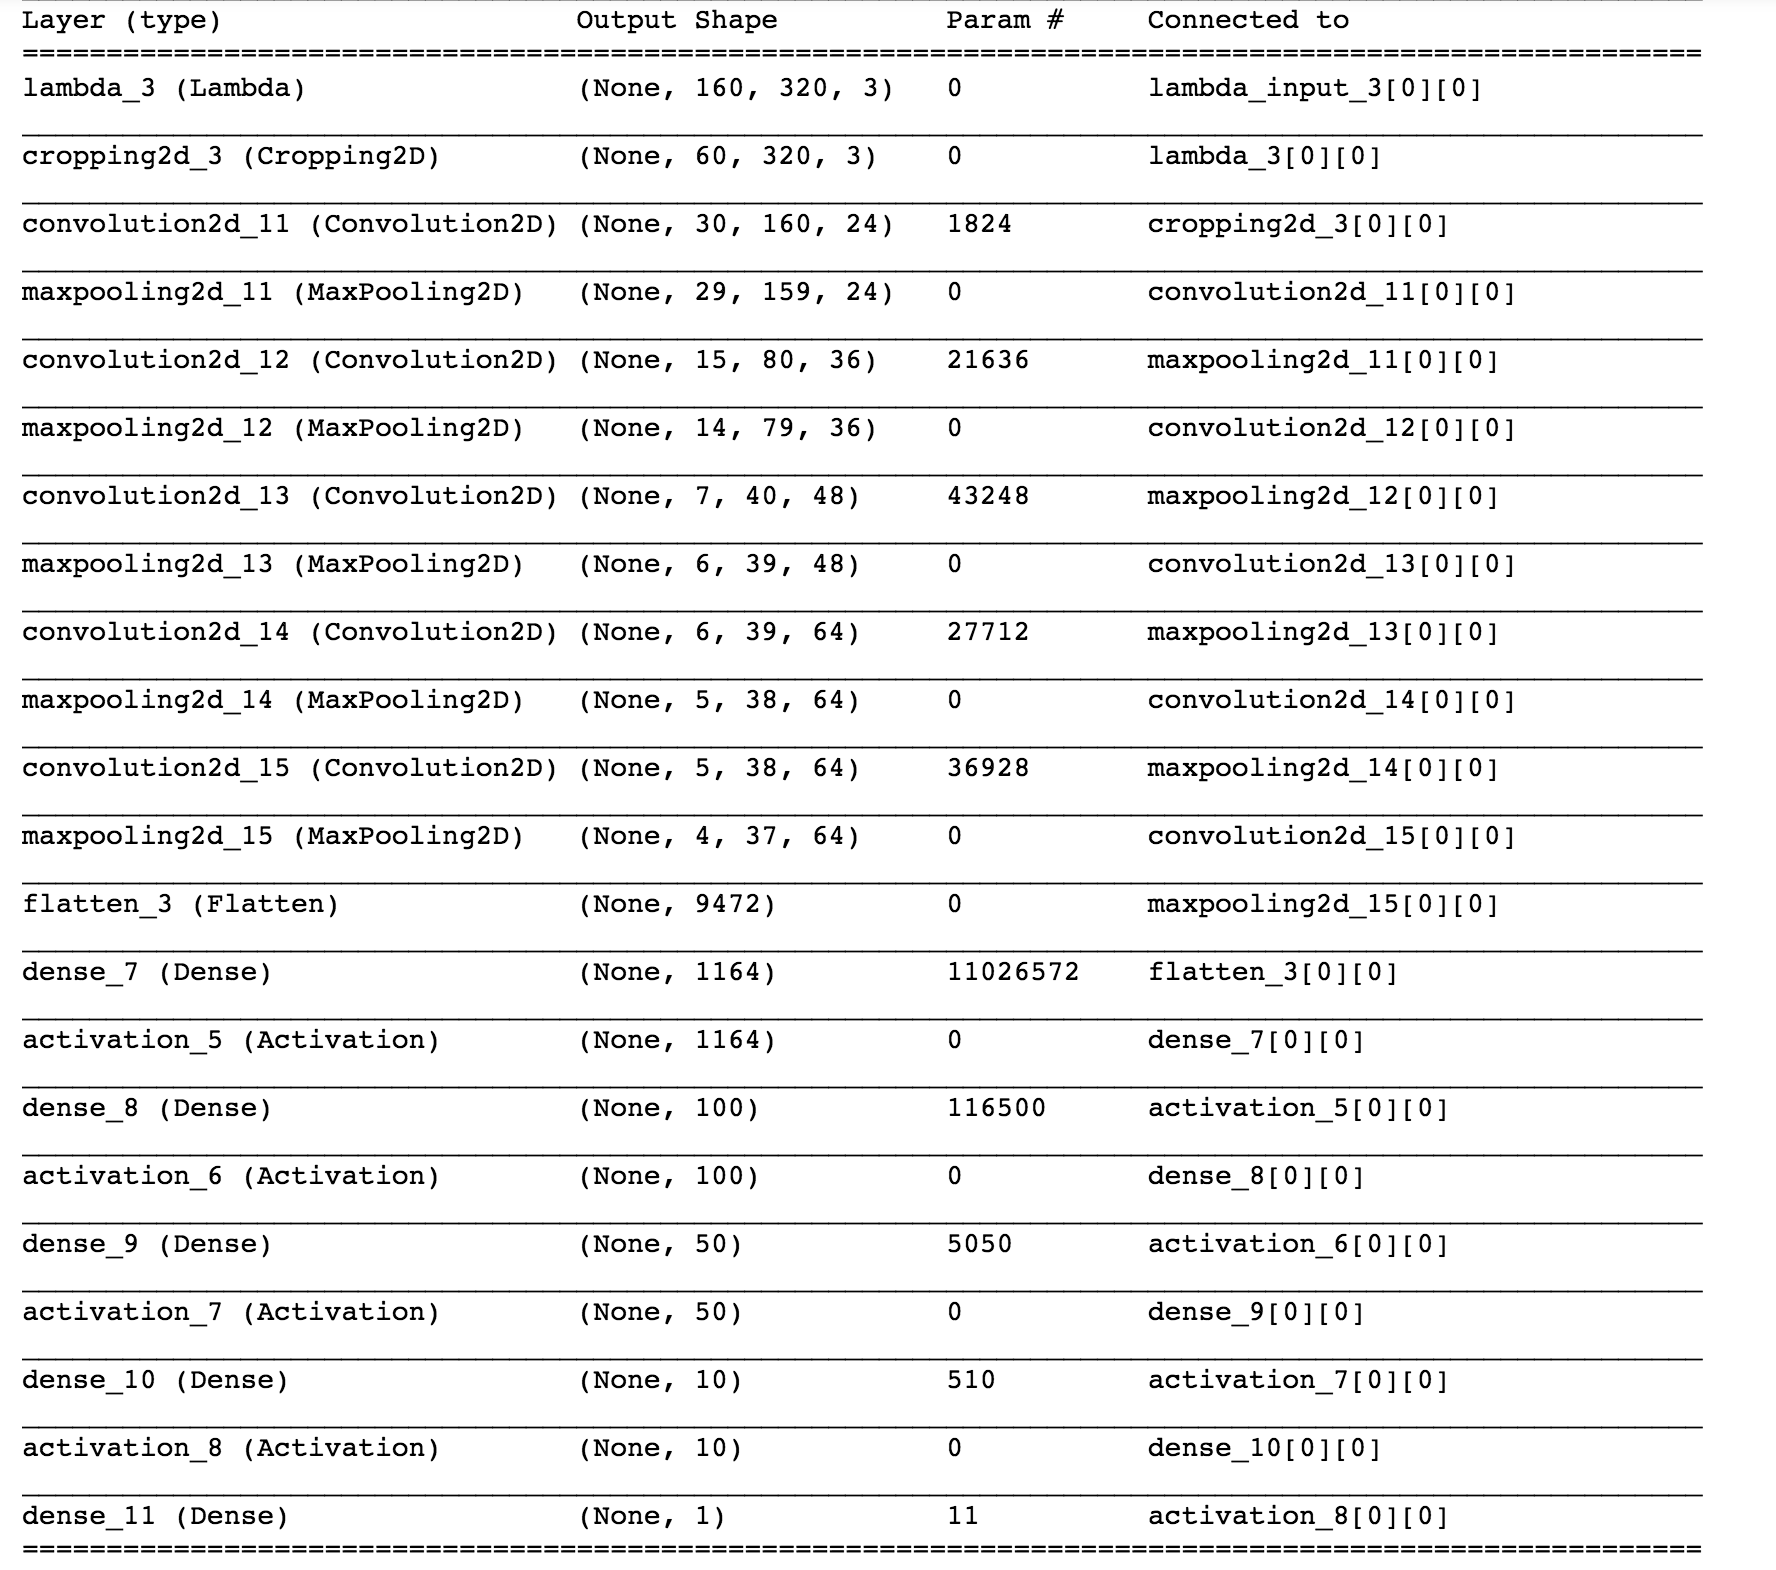 Layer (type) Output Shape Param # Connected to
====================================================================================================
lambda_3 (Lambda) (None, 160, 320, 3) 0 lambda_input_3[0][0]
cropping2d_3 (Cropping2D) (None, 60, 320, 3) 0 lambda_3[0][0]
convolution2d_11 (Convolution2D) (None, 30, 160, 24) 1824 cropping2d_3[0][0]
maxpooling2d_11 (MaxPooling2D) (None, 29, 159, 24) 0 convolution2d_11[0][0]
convolution2d_12 (Convolution2D) (None, 15, 80, 36) 21636 maxpooling2d_11[0][0]
maxpooling2d_12 (MaxPooling2D) (None, 14, 79, 36) 0 convolution2d_12[0][0]
convolution2d_13 (Convolution2D) (None, 7, 40, 48) 43248 maxpooling2d_12[0][0]
maxpooling2d_13 (MaxPooling2D) (None, 6, 39, 48) 0 convolution2d_13[0][0]
convolution2d_14 (Convolution2D) (None, 6, 39, 64) 27712 maxpooling2d_13[0][0]
maxpooling2d_14 (MaxPooling2D) (None, 5, 38, 64) 0 convolution2d_14[0][0]
convolution2d_15 (Convolution2D) (None, 5, 38, 64) 36928 maxpooling2d_14[0][0]
maxpooling2d_15 (MaxPooling2D) (None, 4, 37, 64) 0 convolution2d_15[0][0]
flatten_3 (Flatten) (None, 9472) 0 maxpooling2d_15[0][0]
dense_7 (Dense) (None, 1164) 11026572 flatten_3[0][0]
activation_5 (Activation) (None, 1164) 0 dense_7[0][0]
dense_8 (Dense) (None, 100) 116500 activation_5[0][0]
activation_6 (Activation) (None, 100) 0 dense_8[0][0]
dense_9 (Dense) (None, 50) 5050 activation_6[0][0]
activation_7 (Activation) (None, 50) 0 dense_9[0][0]
dense_10 (Dense) (None, 10) 510 activation_7[0][0]
activation_8 (Activation) (None, 10) 0 dense_10[0][0]
dense_11 (Dense) (None, 1) 11 activation_8[0][0]
====================================================================================================